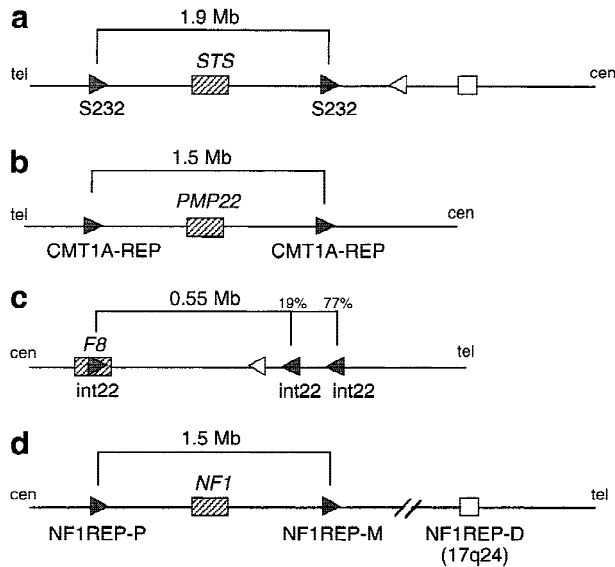 a
1.9 Mb
STS
tel
cen
S232
S232
b
1.5 Mb
PMP22
tel
cen
CMT1A-REP
CMT1A-REP
c
0.55 Mb
19%
77%
F8
cen
tel
int22
int22
int22
d
1.5 Mb
NF1
cen
tel
NF1REP-P
NF1REP-M
NF1REP-D
(17q24)